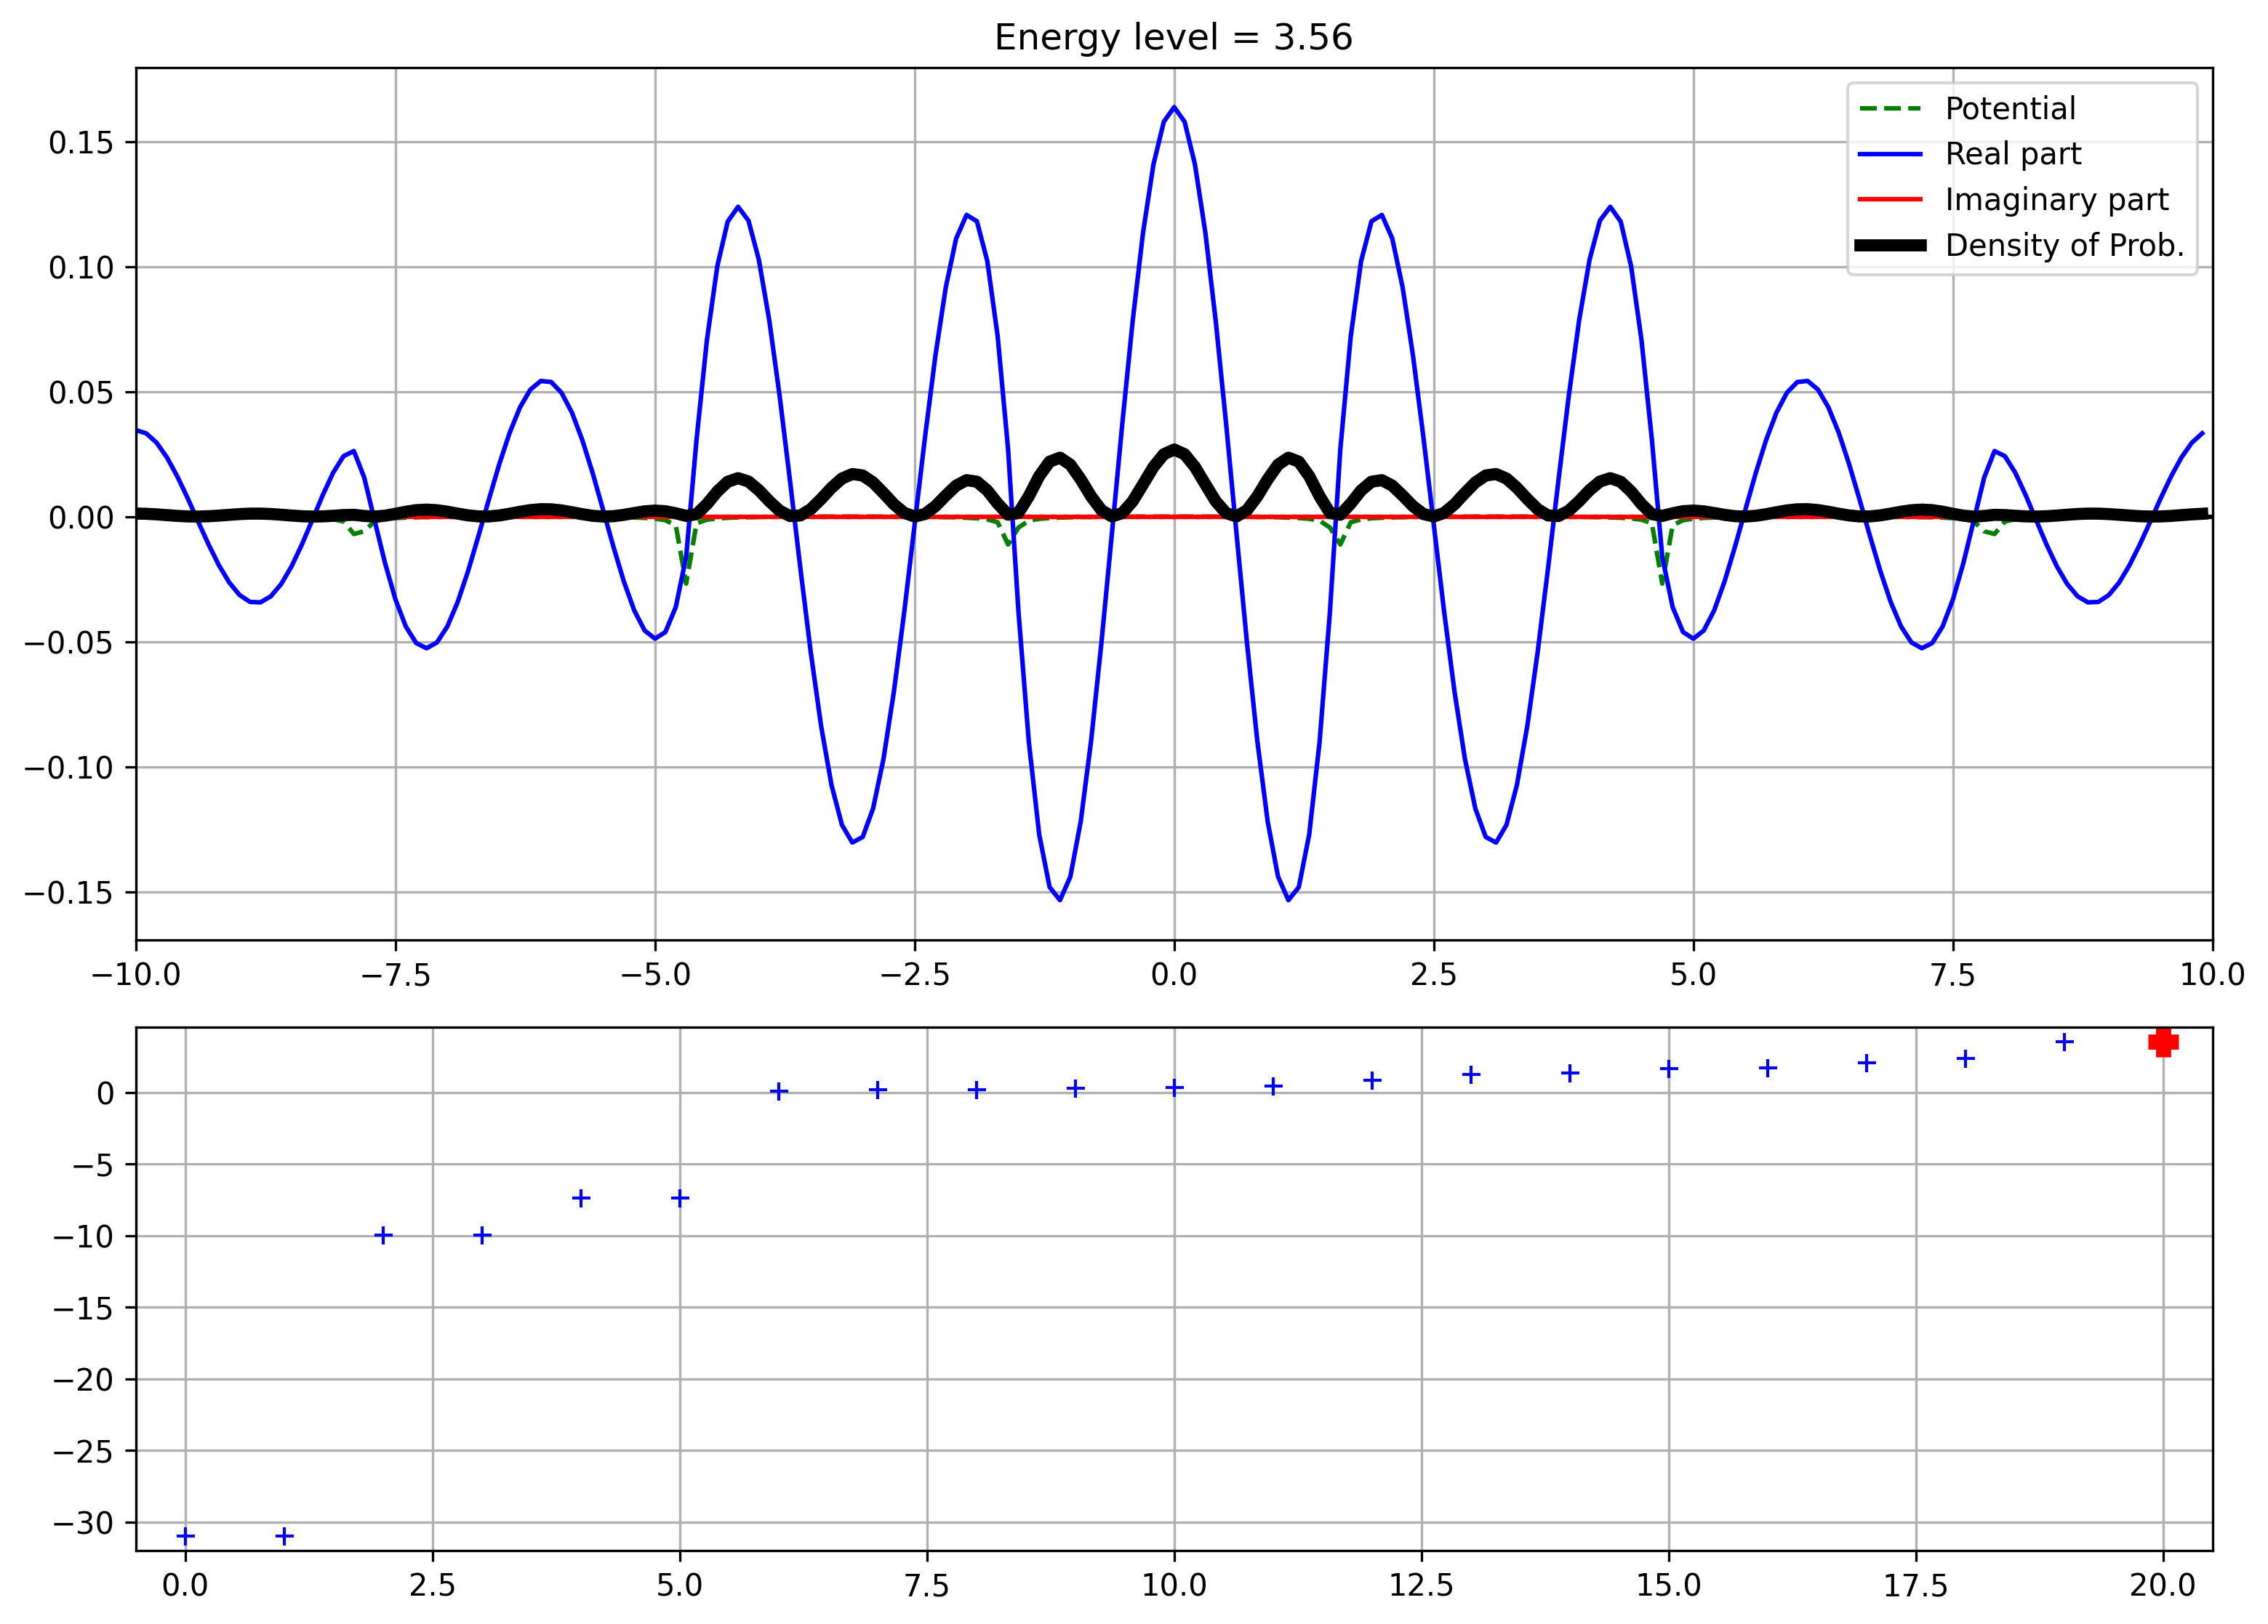 Energy level = 3.56
Potential
Real part
Imaginary part
Density of Prob.
0.15
0.10
0.05
0.00
−0.05
−0.10
−0.15
−10.0 −7.5 −5.0 −2.5 0.0 2.5 5.0 7.5 10.0
0
−5
−10
−15
−20
−25
−30
0.0 2.5 5.0 7.5 10.0 12.5 15.0 17.5 20.0